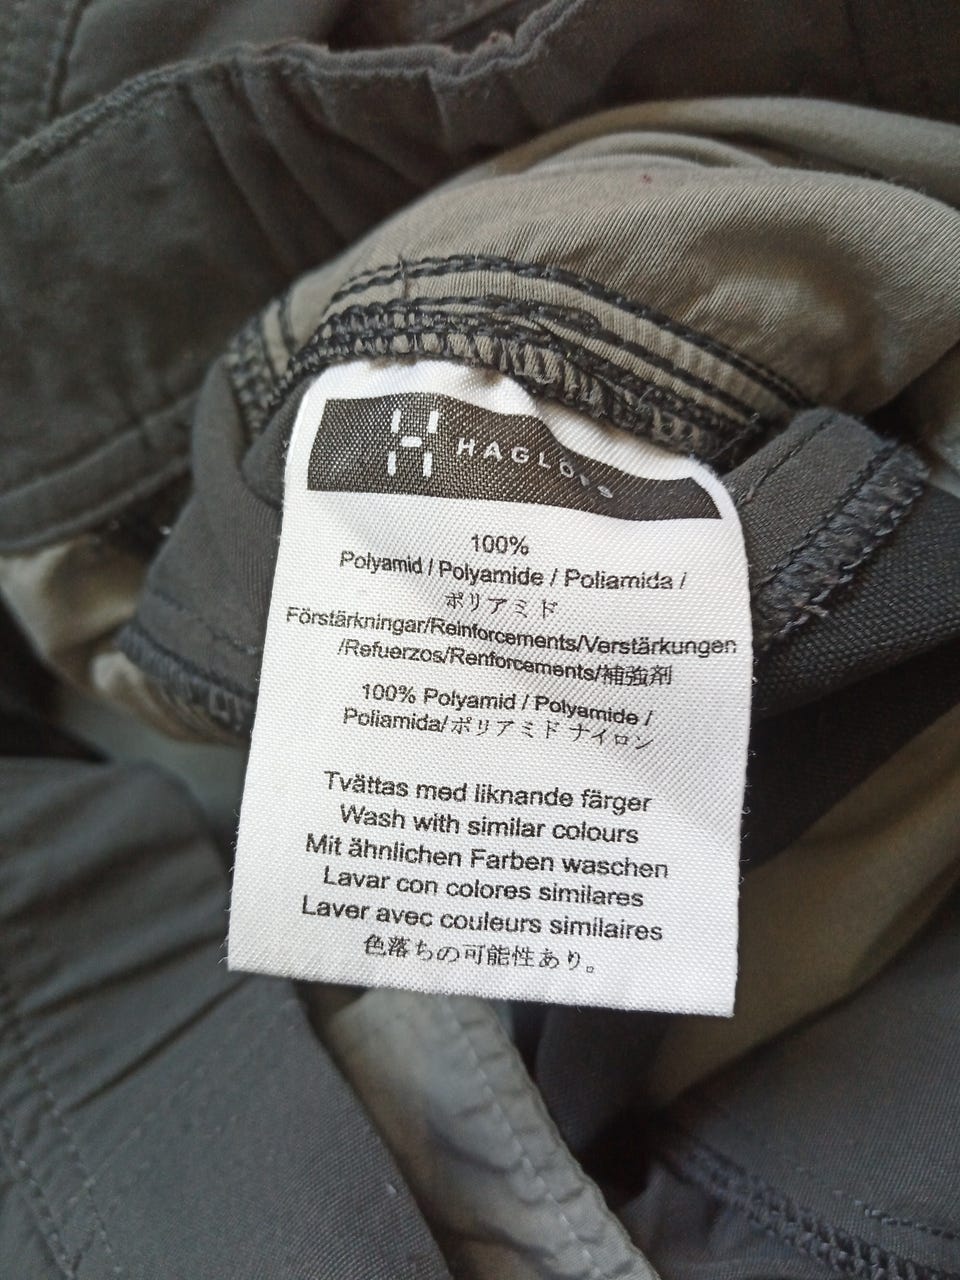 HAGLÖFS
100%
Polyamid / Polyamide / Poliamida /
ポリアミド
Förstärkningar/Reinforcements/Verstärkungen
/Refuerzos/Renforcements/補強剤
100% Polyamid / Polyamide /
Poliamida/ポリアミド ナイロン
Tvättas med liknande färger
Wash with similar colours
Mit ähnlichen Farben waschen
Lavar con colores similares
Laver avec couleurs similaires
色落ちの可能性あり。